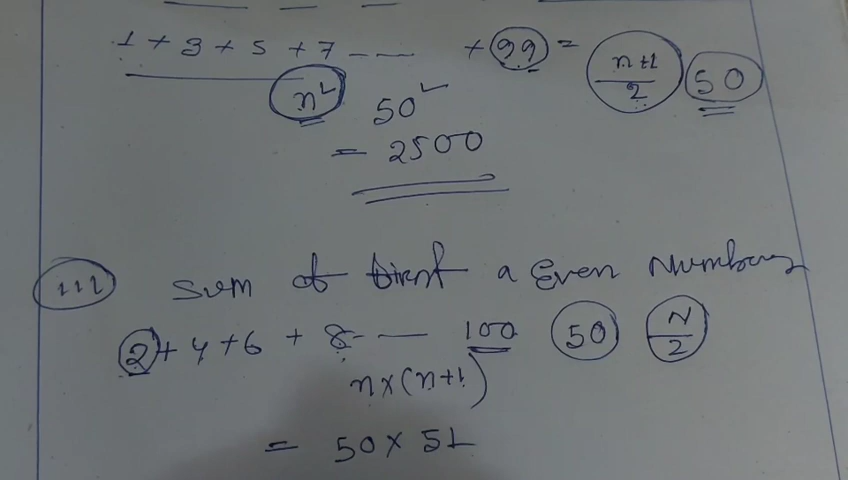 1 + 3 + 5 + 7 - - - + 99 = n+1/2 50
n² 50²
= 2500
iii Sum of first n Even Numbers
2 + 4 + 6 + 8 - - - 100 50 N/2
n×(n+1)
= 50 × 51